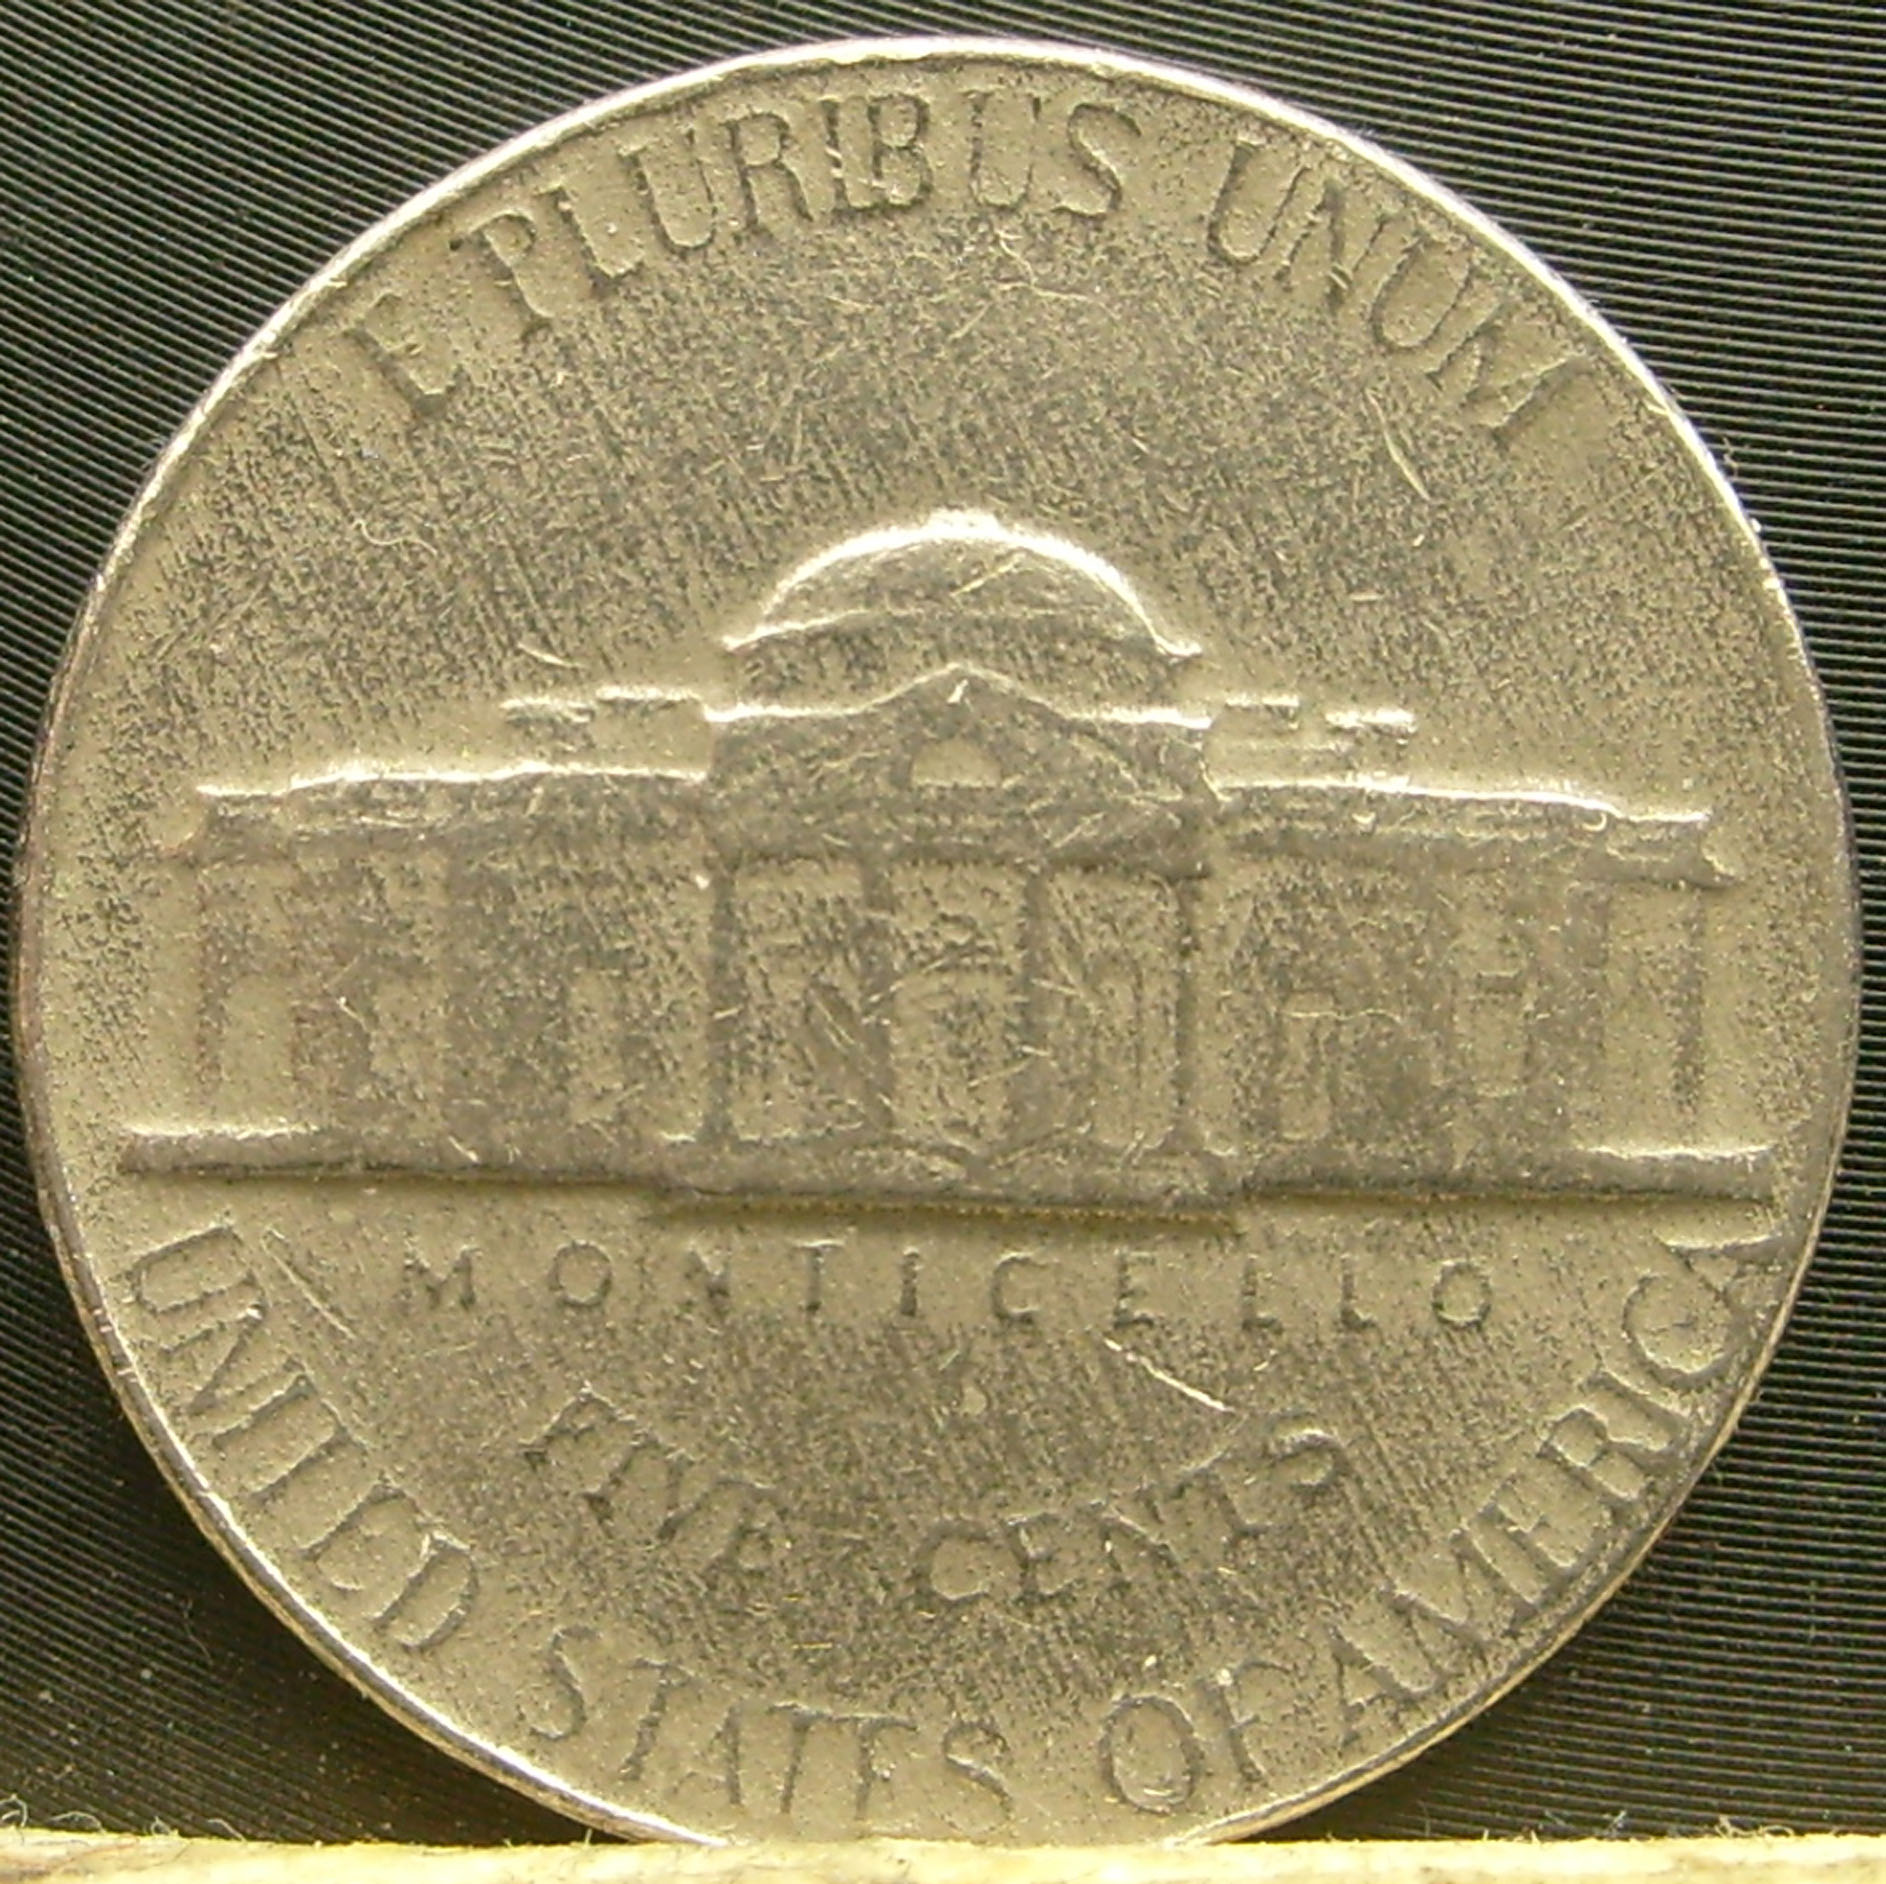 E PLURIBUS UNUM
MONTICELLO
FIVE CENTS
UNITED STATES OF AMERICA